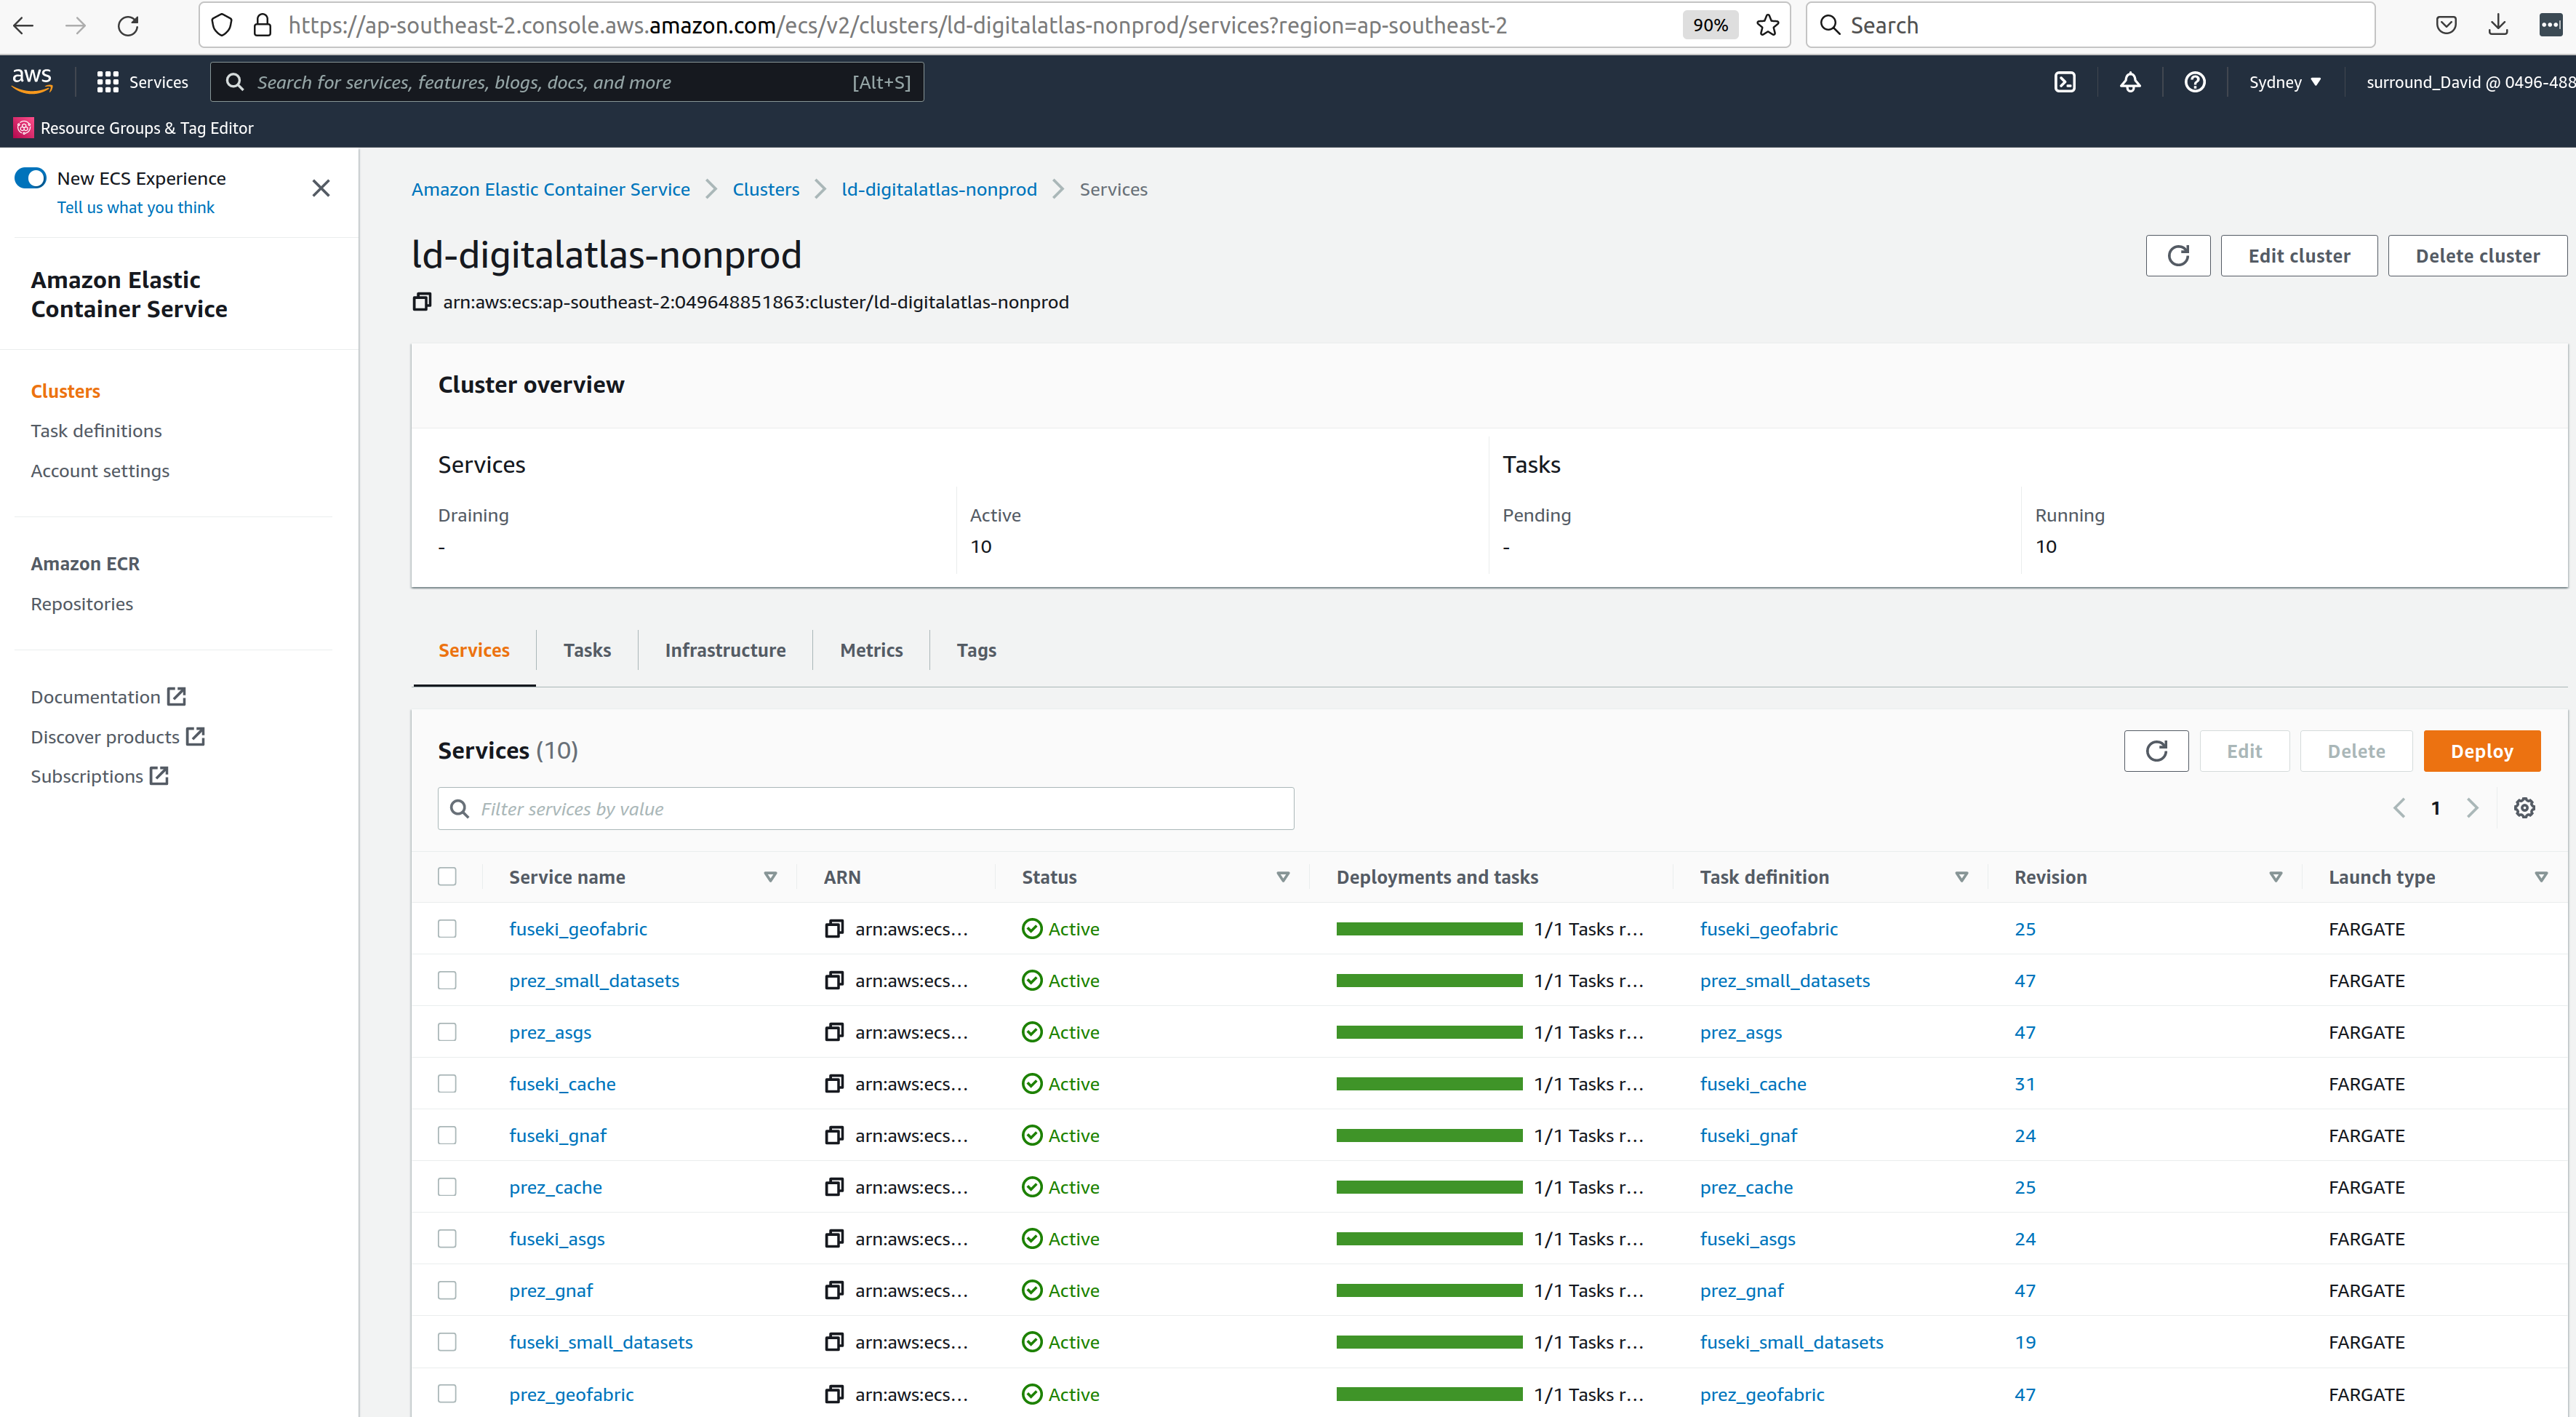 https://ap-southeast-2.console.aws.amazon.com/ecs/v2/clusters/ld-digitalatlas-nonprod/services?region=ap-southeast-2
90%
Search
aws
Services
Search for services, features, blogs, docs, and more
[Alt+S]
Sydney
surround_David @ 0496-488
Resource Groups & Tag Editor
New ECS Experience
Tell us what you think
Amazon Elastic
Container Service
Clusters
Task definitions
Account settings
Amazon ECR
Repositories
Documentation
Discover products
Subscriptions
Amazon Elastic Container Service > Clusters > ld-digitalatlas-nonprod > Services
ld-digitalatlas-nonprod
Edit cluster
Delete cluster
arn:aws:ecs:ap-southeast-2:049648851863:cluster/ld-digitalatlas-nonprod
Cluster overview
Services
Tasks
Draining
Active
Pending
Running
-
10
-
10
Services Tasks Infrastructure Metrics Tags
Services (10)
Edit
Delete
Deploy
Filter services by value
1
Service name ARN Status Deployments and tasks Task definition Revision Launch type
fuseki_geofabric arn:aws:ecs... Active 1/1 Tasks r... fuseki_geofabric 25 FARGATE
prez_small_datasets arn:aws:ecs... Active 1/1 Tasks r... prez_small_datasets 47 FARGATE
prez_asgs arn:aws:ecs... Active 1/1 Tasks r... prez_asgs 47 FARGATE
fuseki_cache arn:aws:ecs... Active 1/1 Tasks r... fuseki_cache 31 FARGATE
fuseki_gnaf arn:aws:ecs... Active 1/1 Tasks r... fuseki_gnaf 24 FARGATE
prez_cache arn:aws:ecs... Active 1/1 Tasks r... prez_cache 25 FARGATE
fuseki_asgs arn:aws:ecs... Active 1/1 Tasks r... fuseki_asgs 24 FARGATE
prez_gnaf arn:aws:ecs... Active 1/1 Tasks r... prez_gnaf 47 FARGATE
fuseki_small_datasets arn:aws:ecs... Active 1/1 Tasks r... fuseki_small_datasets 19 FARGATE
prez_geofabric arn:aws:ecs... Active 1/1 Tasks r... prez_geofabric 47 FARGATE